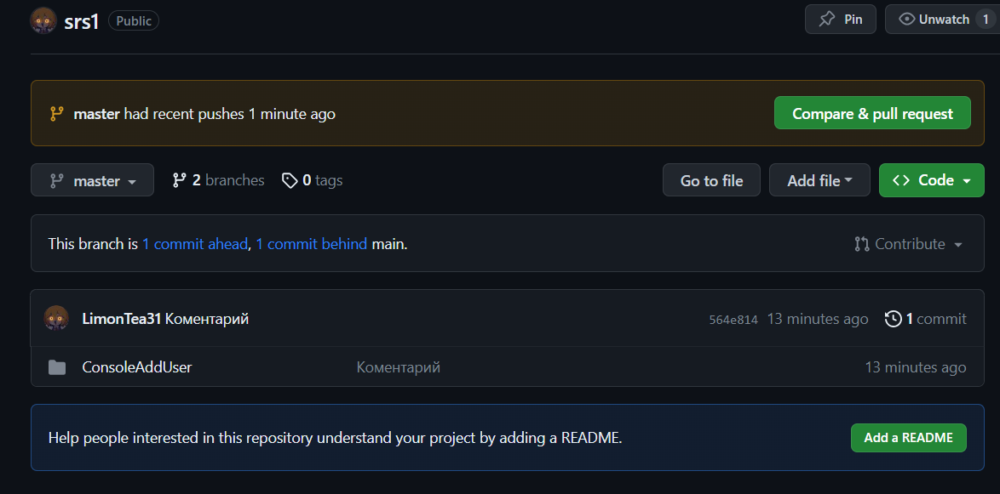 srs1 Public Pin Unwatch 1
master had recent pushes 1 minute ago Compare & pull request
master 2 branches 0 tags Go to file Add file Code
This branch is 1 commit ahead, 1 commit behind main. Contribute
LimonTea31 Коментарий 564e814 13 minutes ago 1 commit
ConsoleAddUser Коментарий 13 minutes ago
Help people interested in this repository understand your project by adding a README. Add a README